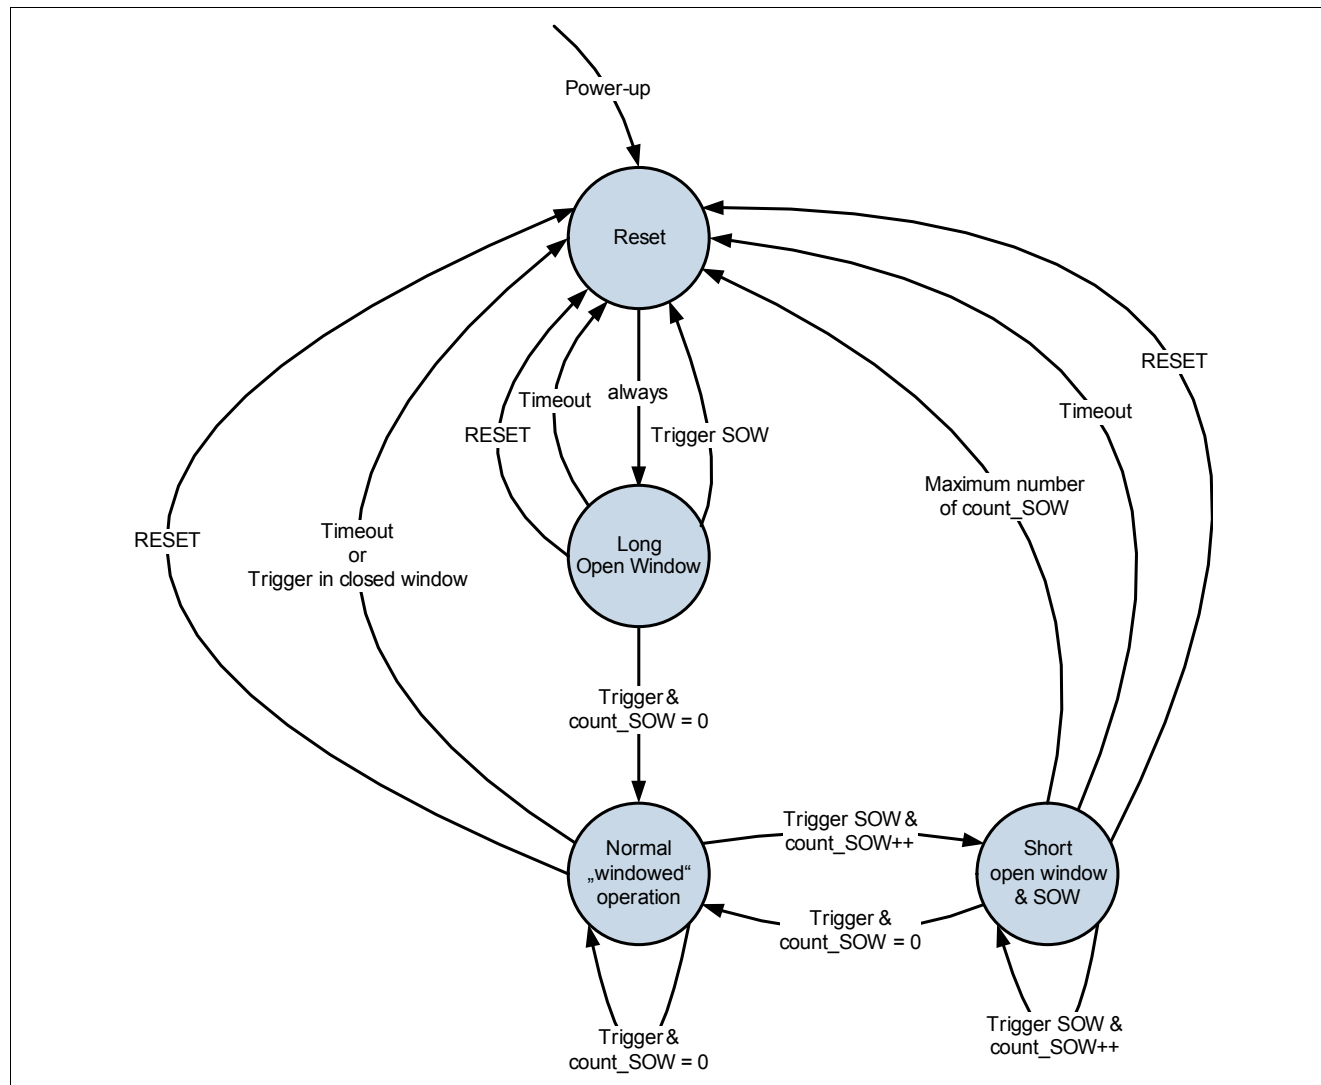 Power-up
Reset
RESET
Timeout
always
Timeout
RESET
Trigger SOW
Maximum number
of count_SOW
Timeout
or
Trigger in closed window
RESET
Long
Open Window
Trigger &
count_SOW = 0
Trigger SOW &
count_SOW++
Normal
„windowed“
operation
Short
open window
& SOW
Trigger &
count_SOW = 0
Trigger &
count_SOW = 0
Trigger SOW &
count_SOW++